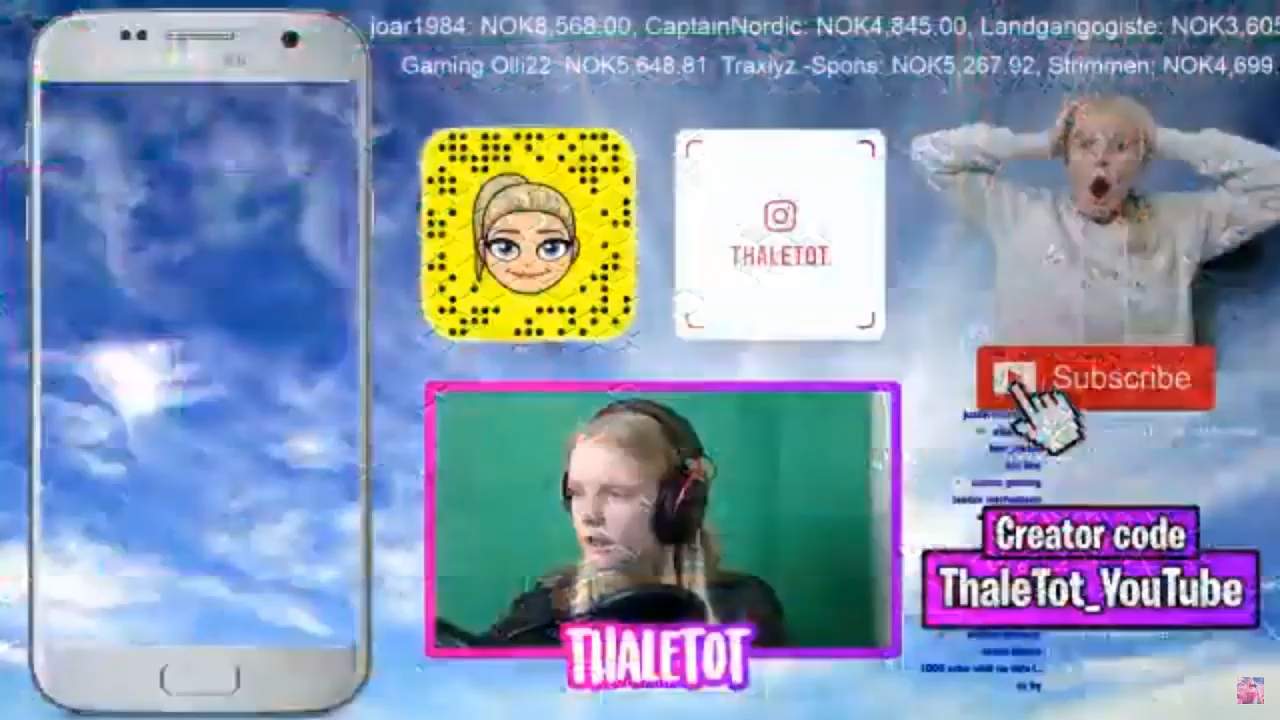 joar1984: NOK8,568.00, CaptainNordic: NOK4,845.00, Landgangogiste: NOK3,605
Gaming Olli22: NOK5,648.81 Traxiyz -Spons: NOK5,267.92, Strimmen: NOK4,699
THALETOT
Subscribe
Creator code
ThaleTot_YouTube
THALETOT